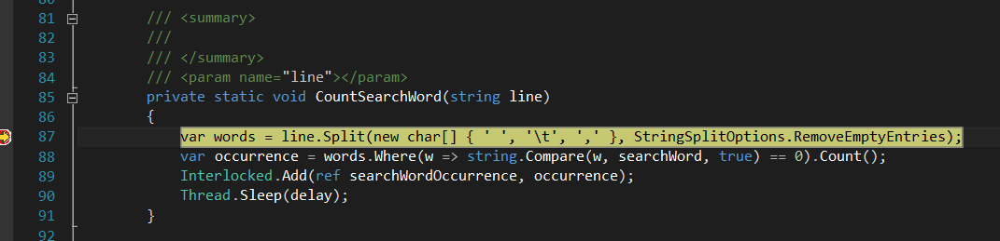 80
81 /// <summary>
82 ///
83 /// </summary>
84 /// <param name="line"></param>
85 private static void CountSearchWord(string line)
86 {
87 var words = line.Split(new char[] { ' ', '\t', ',' }, StringSplitOptions.RemoveEmptyEntries);
88 var occurrence = words.Where(w => string.Compare(w, searchWord, true) == 0).Count();
89 Interlocked.Add(ref searchWordOccurrence, occurrence);
90 Thread.Sleep(delay);
91 }
92